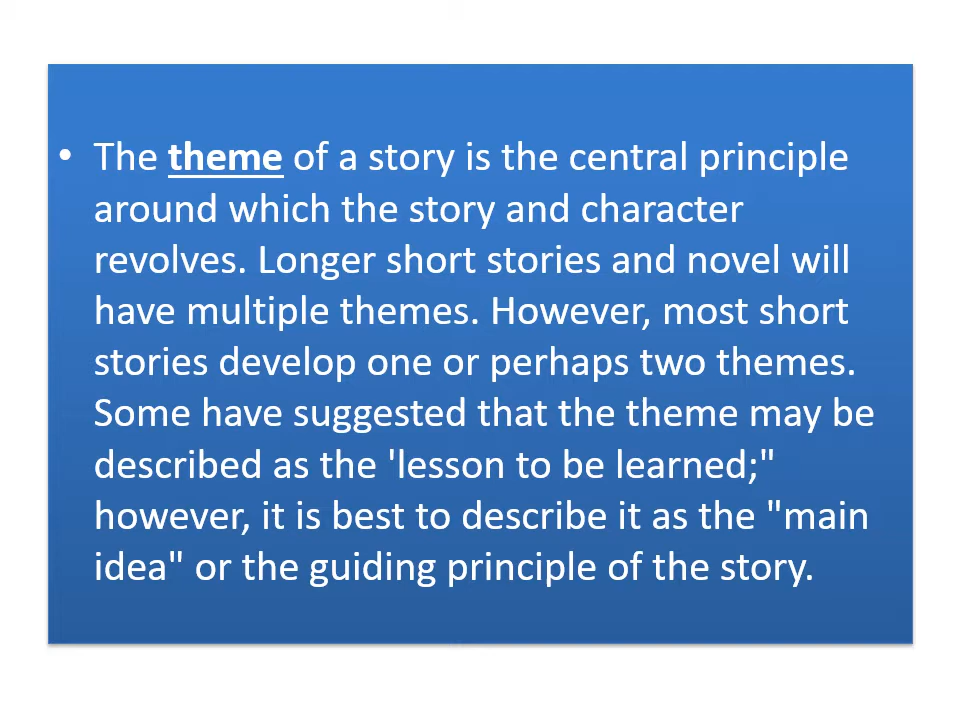 • The theme of a story is the central principle
around which the story and character
revolves. Longer short stories and novel will
have multiple themes. However, most short
stories develop one or perhaps two themes.
Some have suggested that the theme may be
described as the 'lesson to be learned;"
however, it is best to describe it as the "main
idea" or the guiding principle of the story.